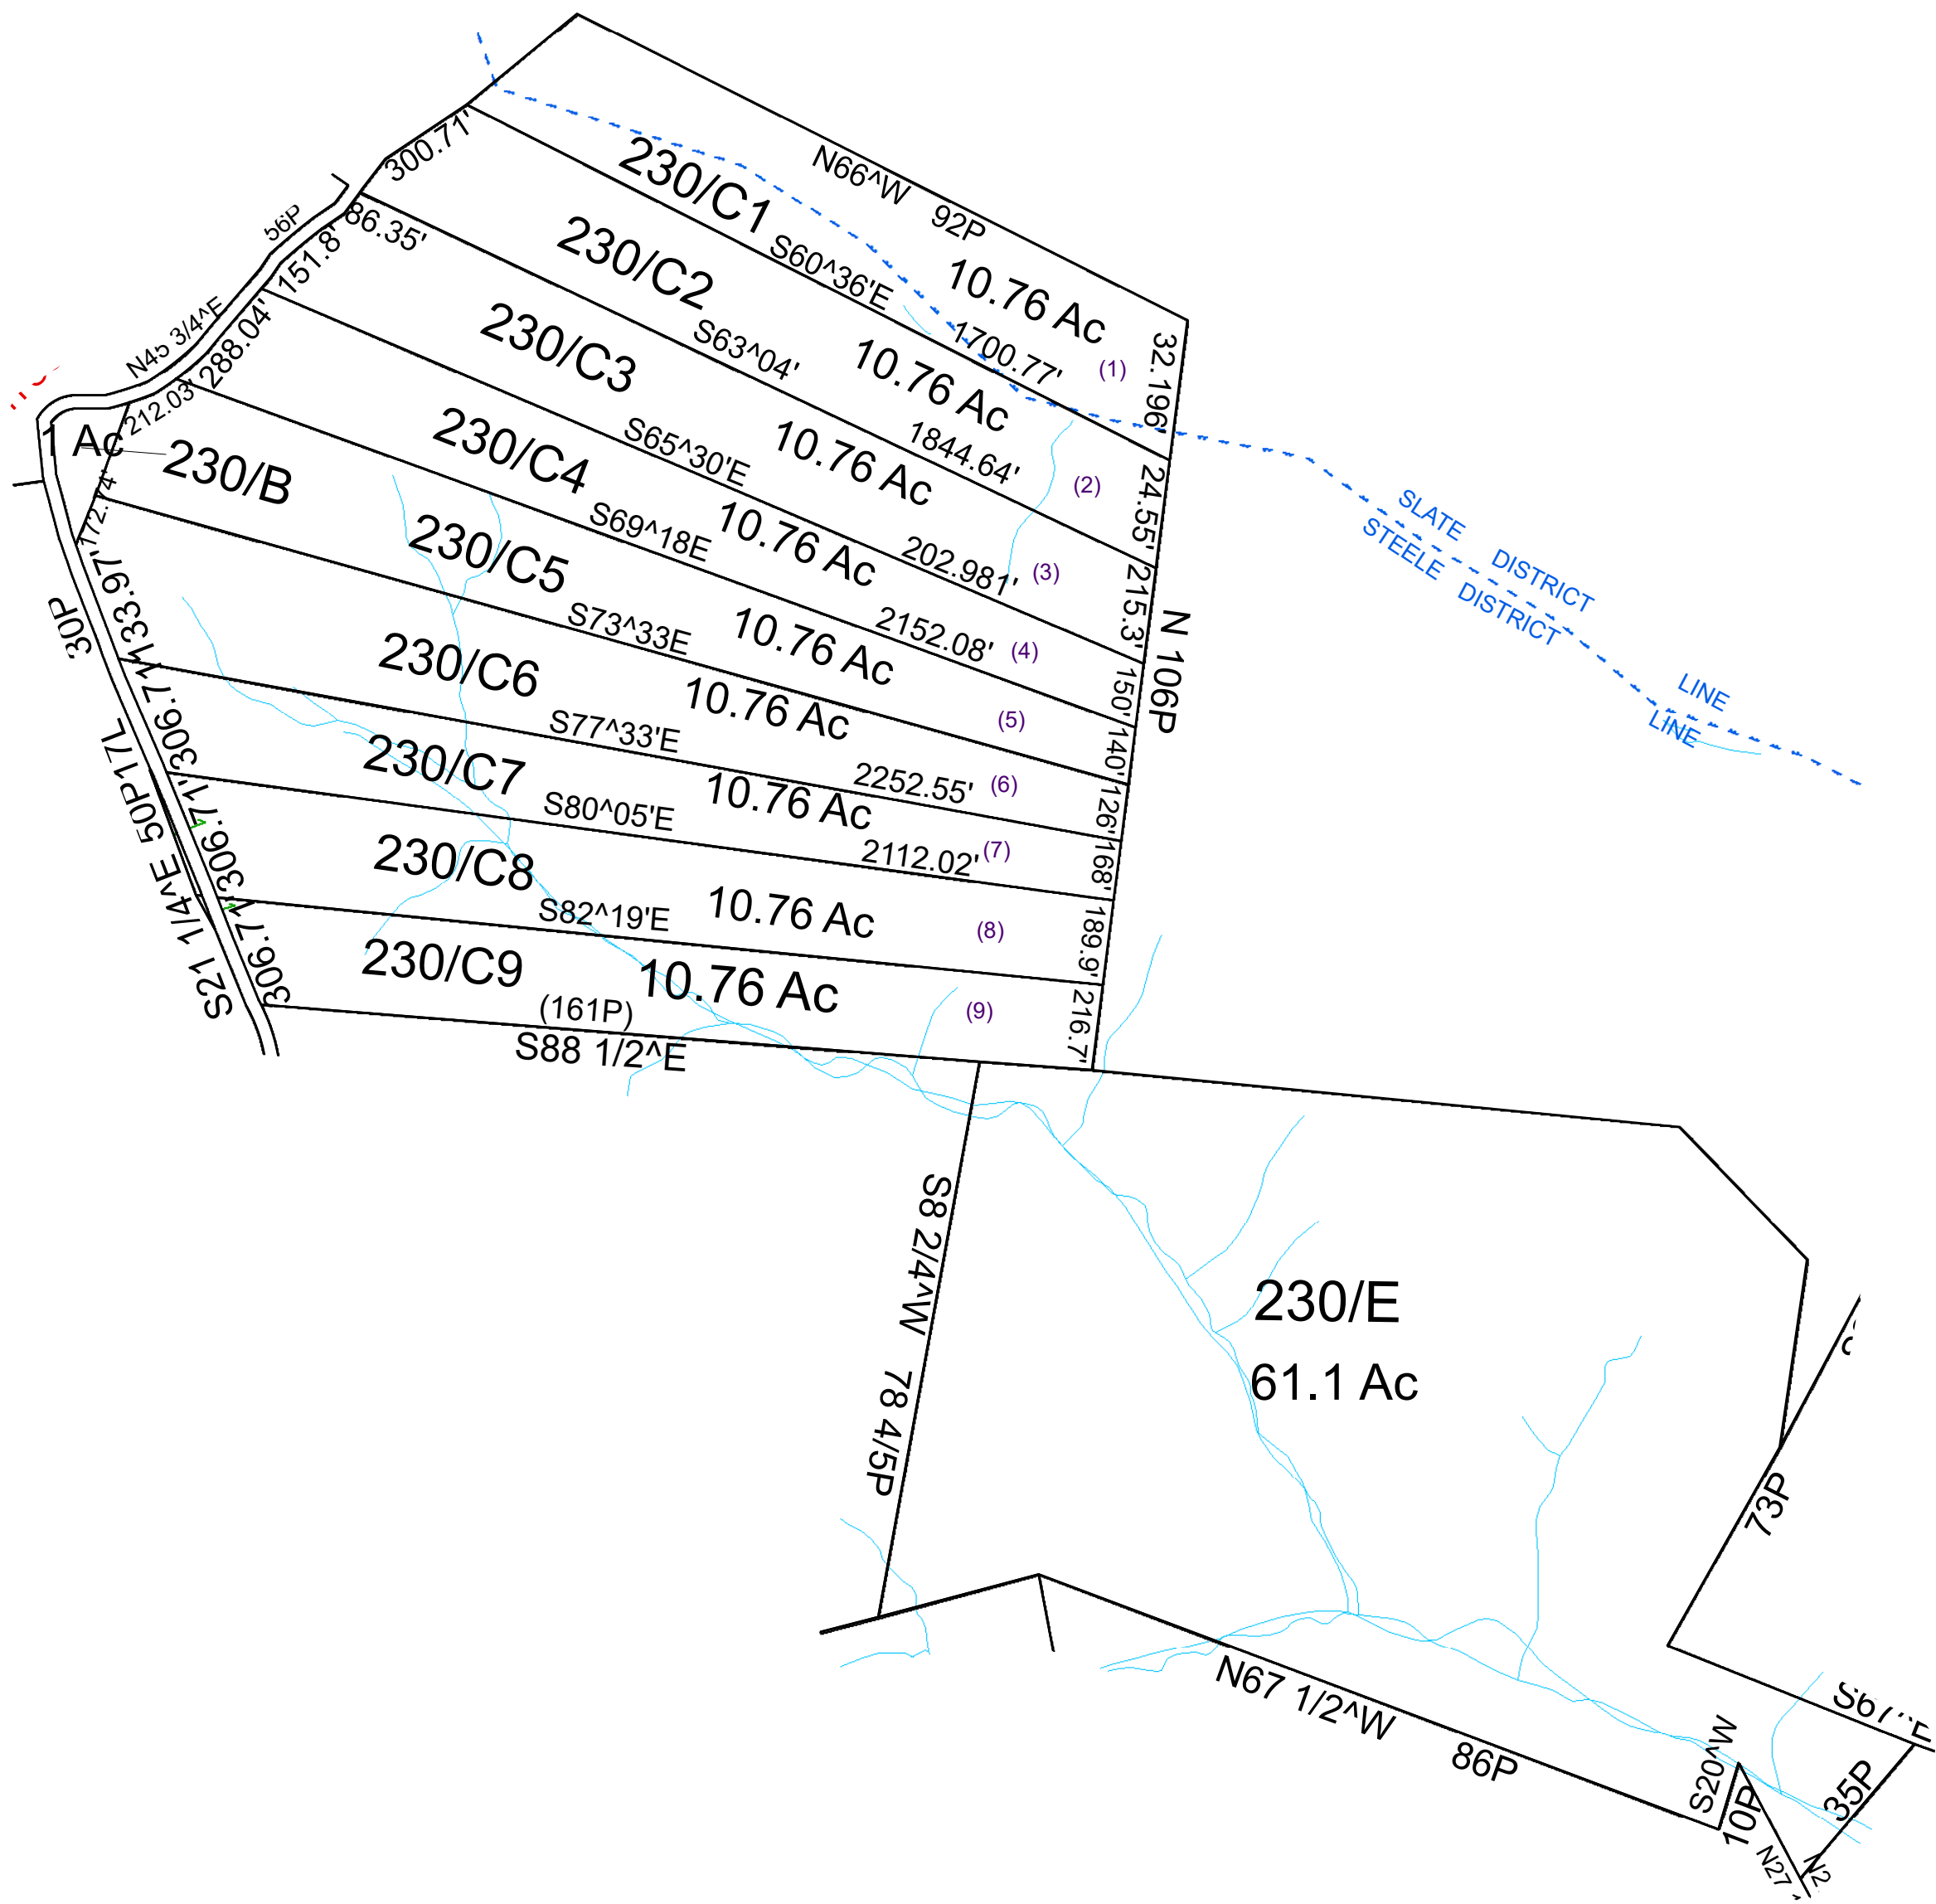 300.71'
230/C1
N66^W 92P
10.76 Ac
(1)
32.196'
S60^36'E
1700.77'
56P
86.35'
230/C2
10.76 Ac
(2)
24.55'
151.8'
S63^04'
1844.64'
N45 3/4^E
288.04'
230/C3
10.76 Ac
(3)
215.3'
S65^30'E
202.981'
212.03'
230/C4
10.76 Ac
(4)
150'
N 106P
S69^18E
2152.08'
1 Ac
230/B
172.74'
230/C5
10.76 Ac
(5)
140'
S73^33E
133.97'
30P
230/C6
10.76 Ac
(6)
126'
S77^33'E
2252.55'
306.71'
230/C7
10.76 Ac
(7)
168'
S80^05'E
2112.02'
306.71'
230/C8
10.76 Ac
(8)
189.9'
S82^19'E
S21 1/4^E 50P17L
306.71'
230/C9
10.76 Ac
(9)
216.7'
(161P)
S88 1/2^E
SLATE DISTRICT LINE
STEELE DISTRICT LINE
S8 2/4^W 78 4/5P
230/E
61.1 Ac
73P
N67 1/2^W 86P
S20^W
10P
35P